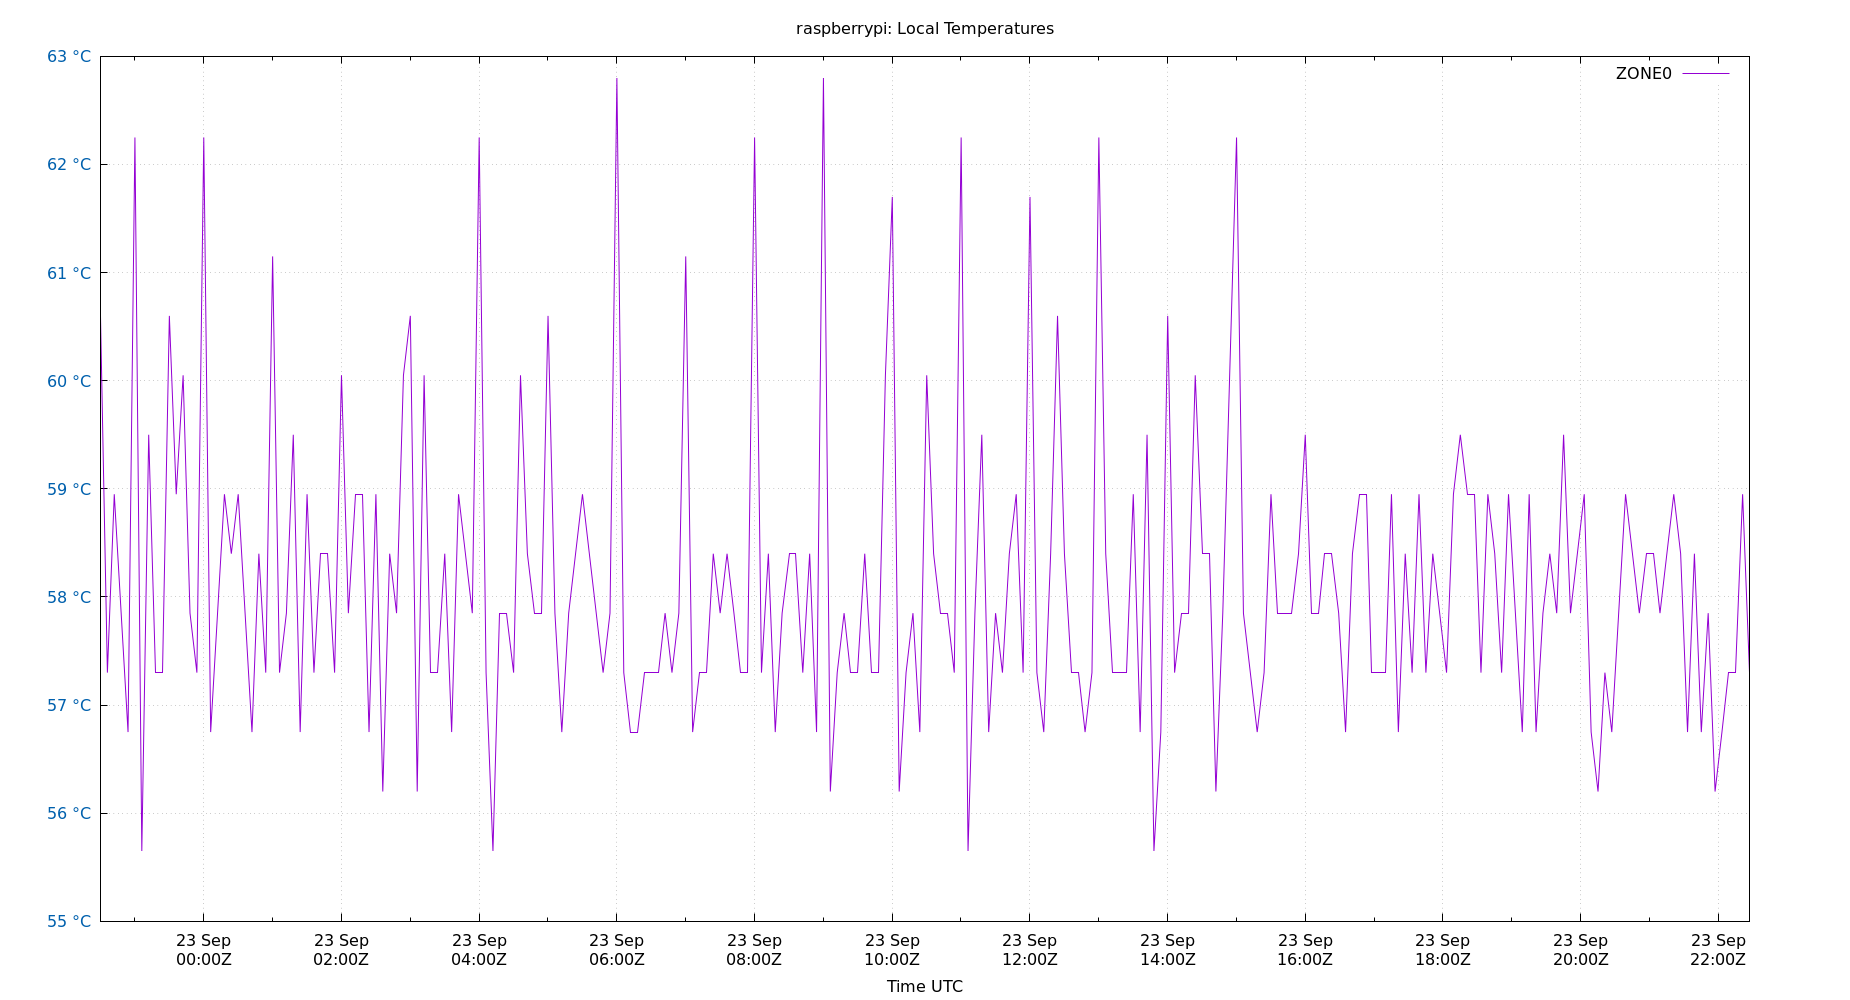 raspberrypi: Local Temperatures
63 °C
ZONE0
62 °C
61 °C
60 °C
59 °C
58 °C
57 °C
56 °C
55 °C
23 Sep 23 Sep 23 Sep 23 Sep 23 Sep 23 Sep 23 Sep 23 Sep 23 Sep 23 Sep 23 Sep 23 Sep
00:00Z 02:00Z 04:00Z 06:00Z 08:00Z 10:00Z 12:00Z 14:00Z 16:00Z 18:00Z 20:00Z 22:00Z
Time UTC